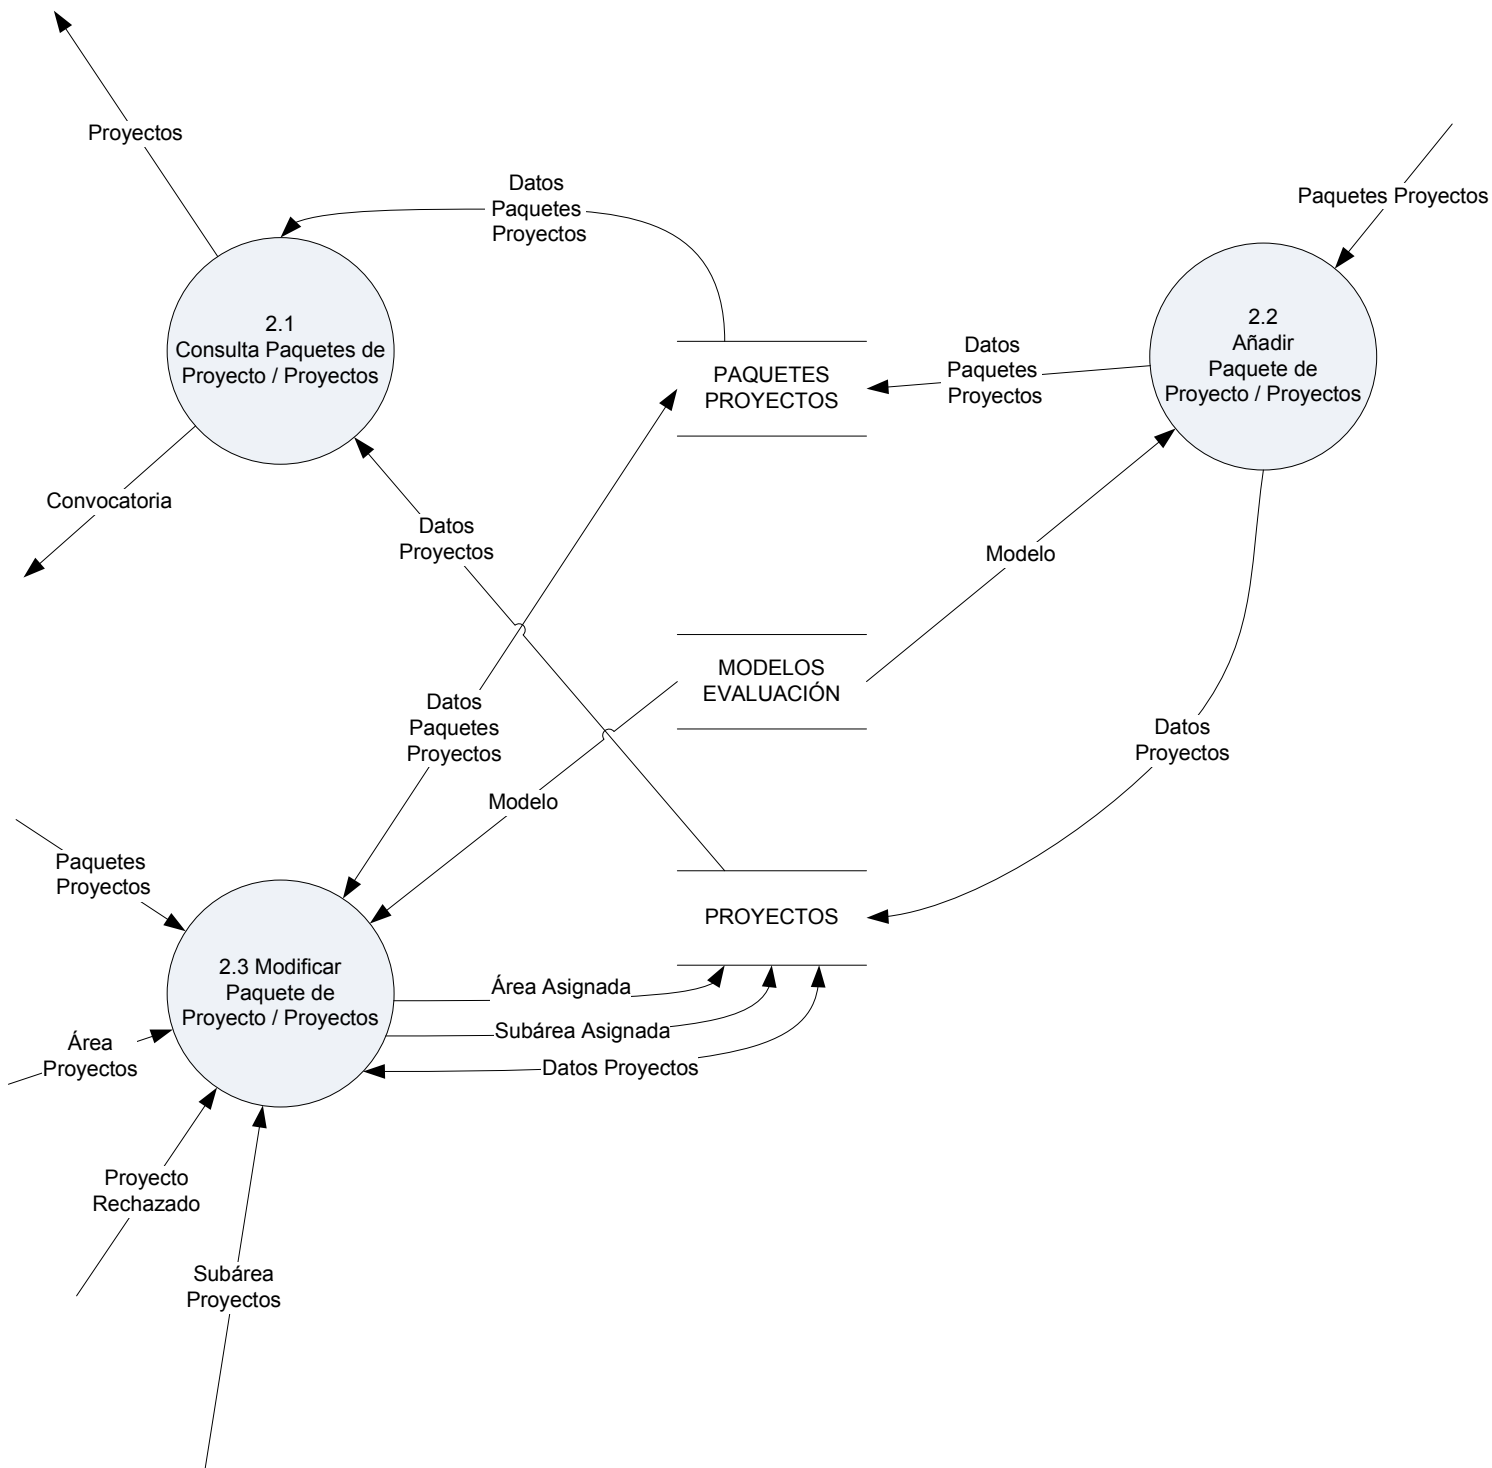 Proyectos
Datos
Paquetes
Proyectos
Paquetes Proyectos
2.1
Consulta Paquetes de
Proyecto / Proyectos
2.2
Añadir
Paquete de
Proyecto / Proyectos
PAQUETES
PROYECTOS
Datos
Paquetes
Proyectos
Convocatoria
Datos
Proyectos
Modelo
MODELOS
EVALUACIÓN
Datos
Paquetes
Proyectos
Datos
Proyectos
Modelo
Paquetes
Proyectos
PROYECTOS
2.3 Modificar
Paquete de
Proyecto / Proyectos
Área Asignada
Subárea Asignada
Datos Proyectos
Área
Proyectos
Proyecto
Rechazado
Subárea
Proyectos